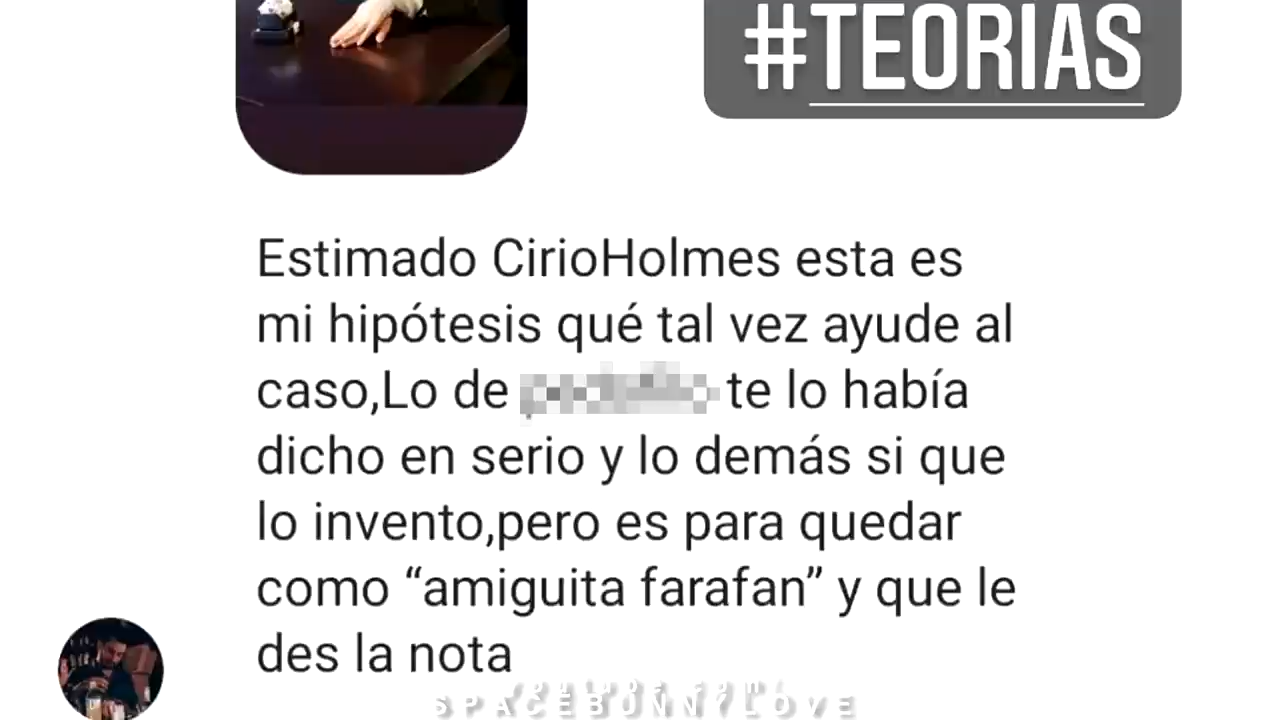 #TEORIAS
Estimado CirioHolmes esta es
mi hipótesis qué tal vez ayude al
caso,Lo de te lo había
dicho en serio y lo demás si que
lo invento,pero es para quedar
como “amiguita farafan” y que le
des la nota
youtube.com/
SPACEBUNNYLOVE